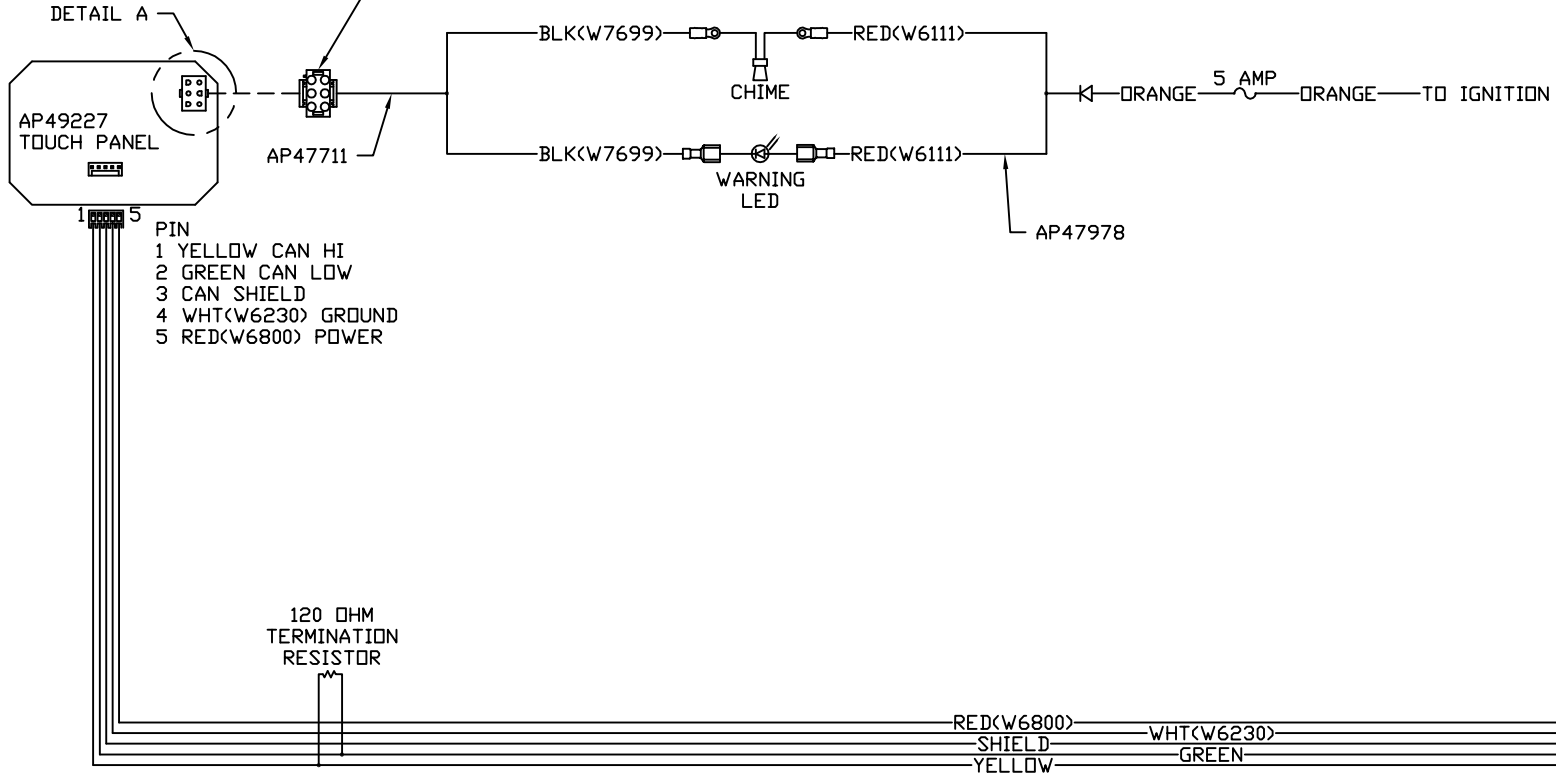 DETAIL A
AP49227
TOUCH PANEL
1 5
PIN
1 YELLOW CAN HI
2 GREEN CAN LOW
3 CAN SHIELD
4 WHT(W6230) GROUND
5 RED(W6800) POWER
AP47711
BLK(W7699)
CHIME
RED(W6111)
BLK(W7699)
WARNING
LED
RED(W6111)
AP47978
ORANGE
5 AMP
ORANGE
TO IGNITION
120 OHM
TERMINATION
RESISTOR
RED(W6800)
WHT(W6230)
SHIELD
GREEN
YELLOW